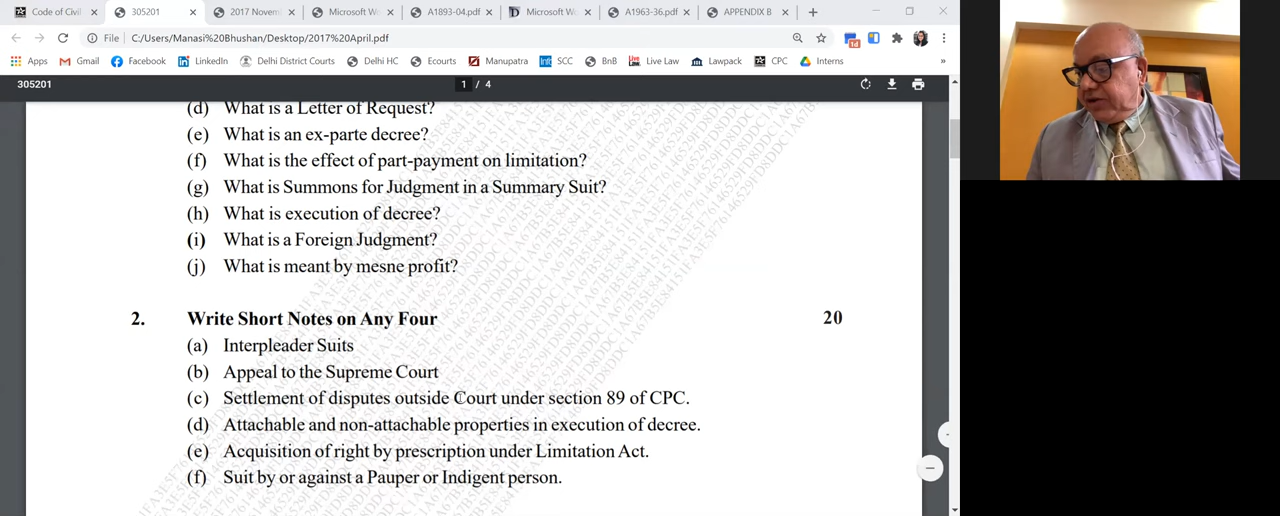 Code of Civil
305201
2017 Novemb
Microsoft Wo
A1893-04.pdf
Microsoft Wo
A1963-36.pdf
APPENDIX B
File C:/Users/Manasi%20Bhushan/Desktop/2017%20April.pdf
1d
Apps Gmail Facebook LinkedIn Delhi District Courts Delhi HC Ecourts Manupatra SCC BnB Live Law Lawpack CPC Interns »
305201 1 / 4
(d) What is a Letter of Request?
(e) What is an ex-parte decree?
(f) What is the effect of part-payment on limitation?
(g) What is Summons for Judgment in a Summary Suit?
(h) What is execution of decree?
(i) What is a Foreign Judgment?
(j) What is meant by mesne profit?
2. Write Short Notes on Any Four 20
(a) Interpleader Suits
(b) Appeal to the Supreme Court
(c) Settlement of disputes outside Court under section 89 of CPC.
(d) Attachable and non-attachable properties in execution of decree.
(e) Acquisition of right by prescription under Limitation Act.
(f) Suit by or against a Pauper or Indigent person.